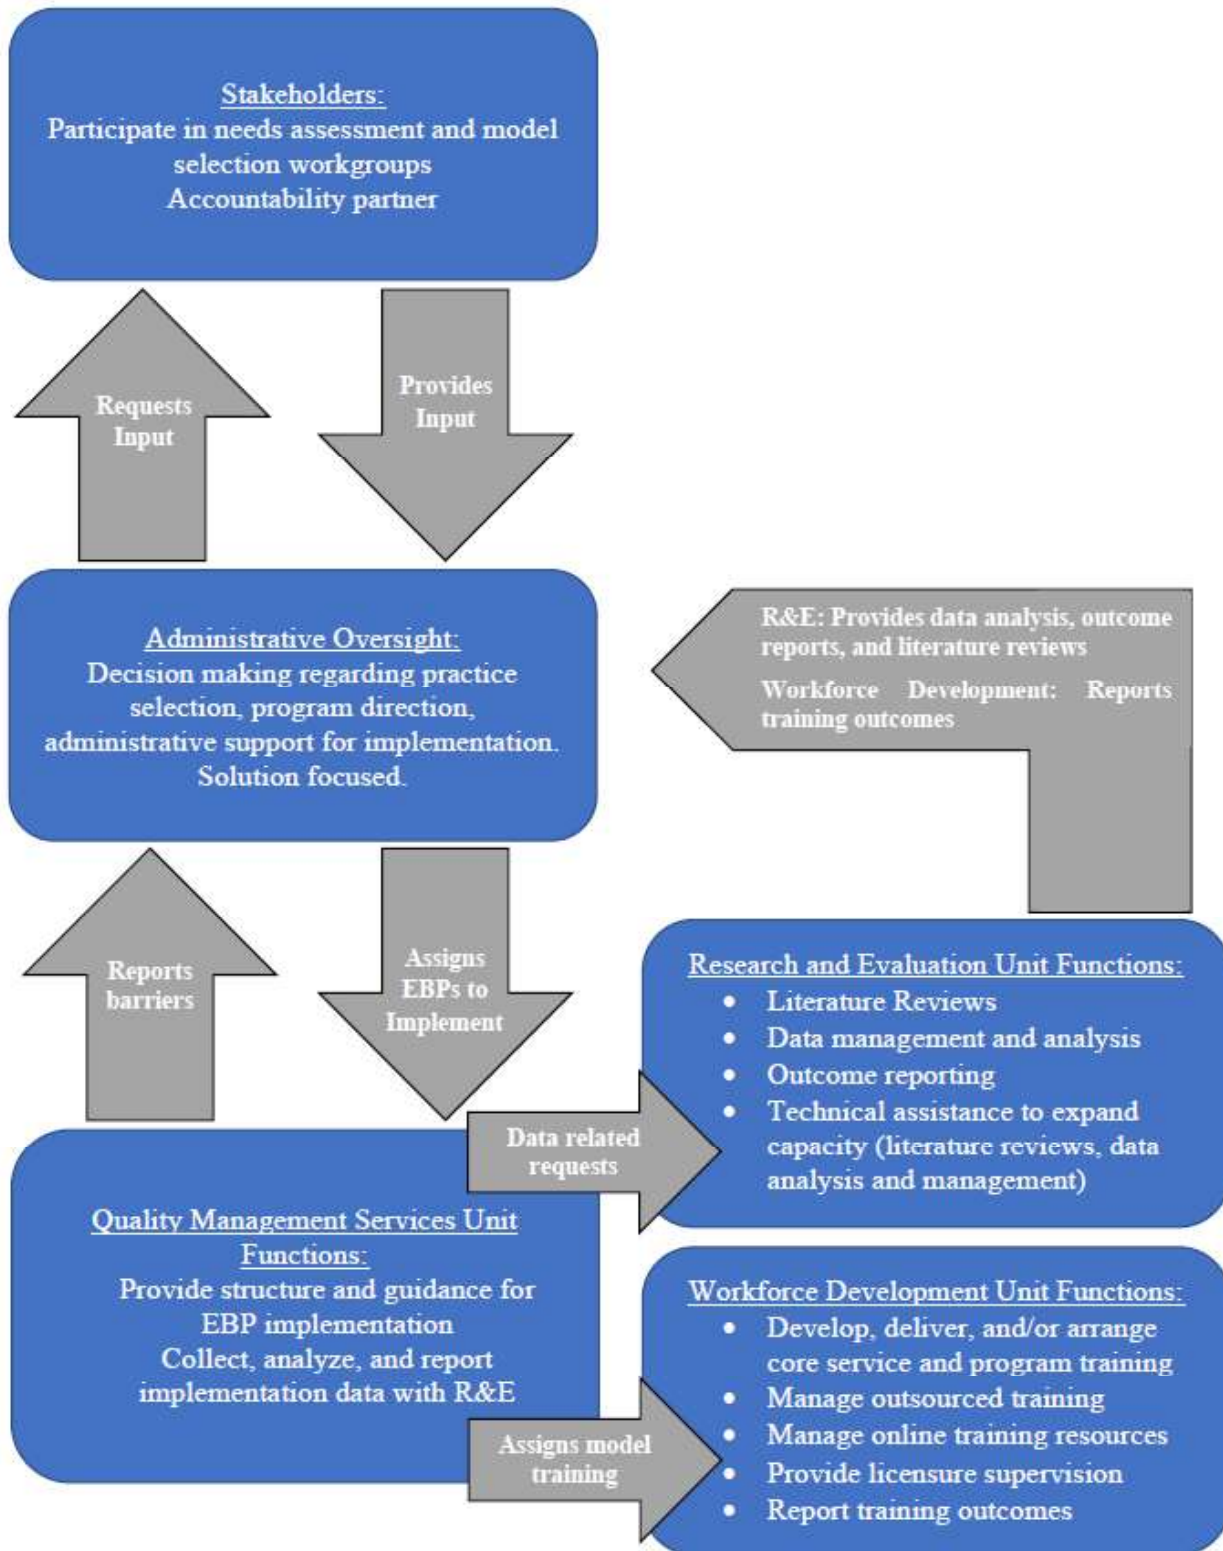 Stakeholders:
Participate in needs assessment and model
selection workgroups
Accountability partner
Requests
Input
Provides
Input
Administrative Oversight:
Decision making regarding practice
selection, program direction,
administrative support for implementation.
Solution focused.
R&E: Provides data analysis, outcome
reports, and literature reviews
Workforce Development: Reports
training outcomes
Reports
barriers
Assigns
EBPs to
Implement
Research and Evaluation Unit Functions:
• Literature Reviews
• Data management and analysis
• Outcome reporting
• Technical assistance to expand
capacity (literature reviews, data
analysis and management)
Data related
requests
Quality Management Services Unit
Functions:
Provide structure and guidance for
EBP implementation
Collect, analyze, and report
implementation data with R&E
Assigns model
training
Workforce Development Unit Functions:
• Develop, deliver, and/or arrange
core service and program training
• Manage outsourced training
• Manage online training resources
• Provide licensure supervision
• Report training outcomes